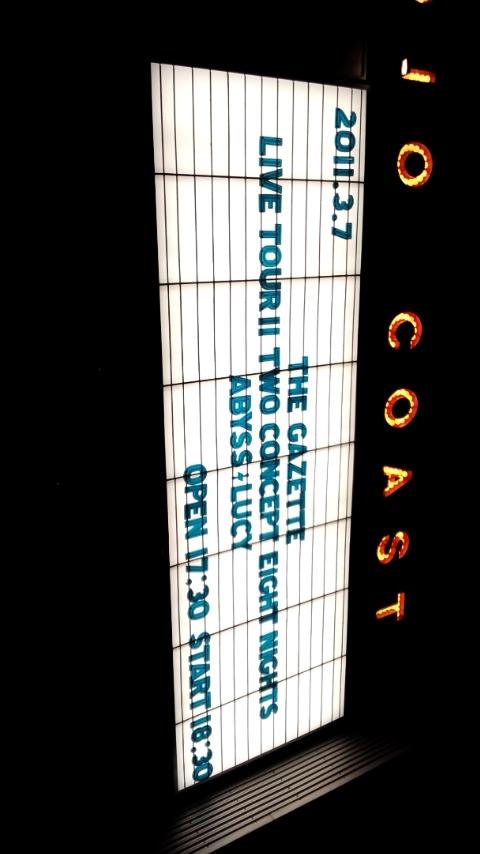 IO COAST
2011.3.7
THE GAZETTE
LIVE TOUR11 TWO CONCEPT EIGHT NIGHTS
ABYSS/LUCY
OPEN 17:30 START 18:30